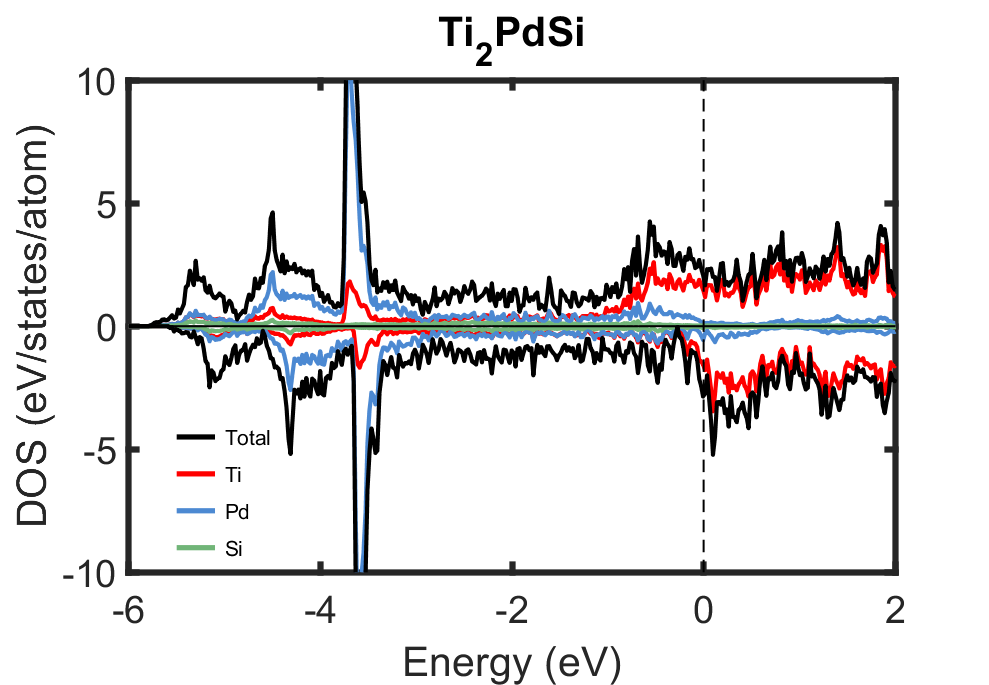 Ti2PdSi
DOS (eV/states/atom)
10
5
0
-5
-10
Total
Ti
Pd
Si
-6 -4 -2 0 2
Energy (eV)